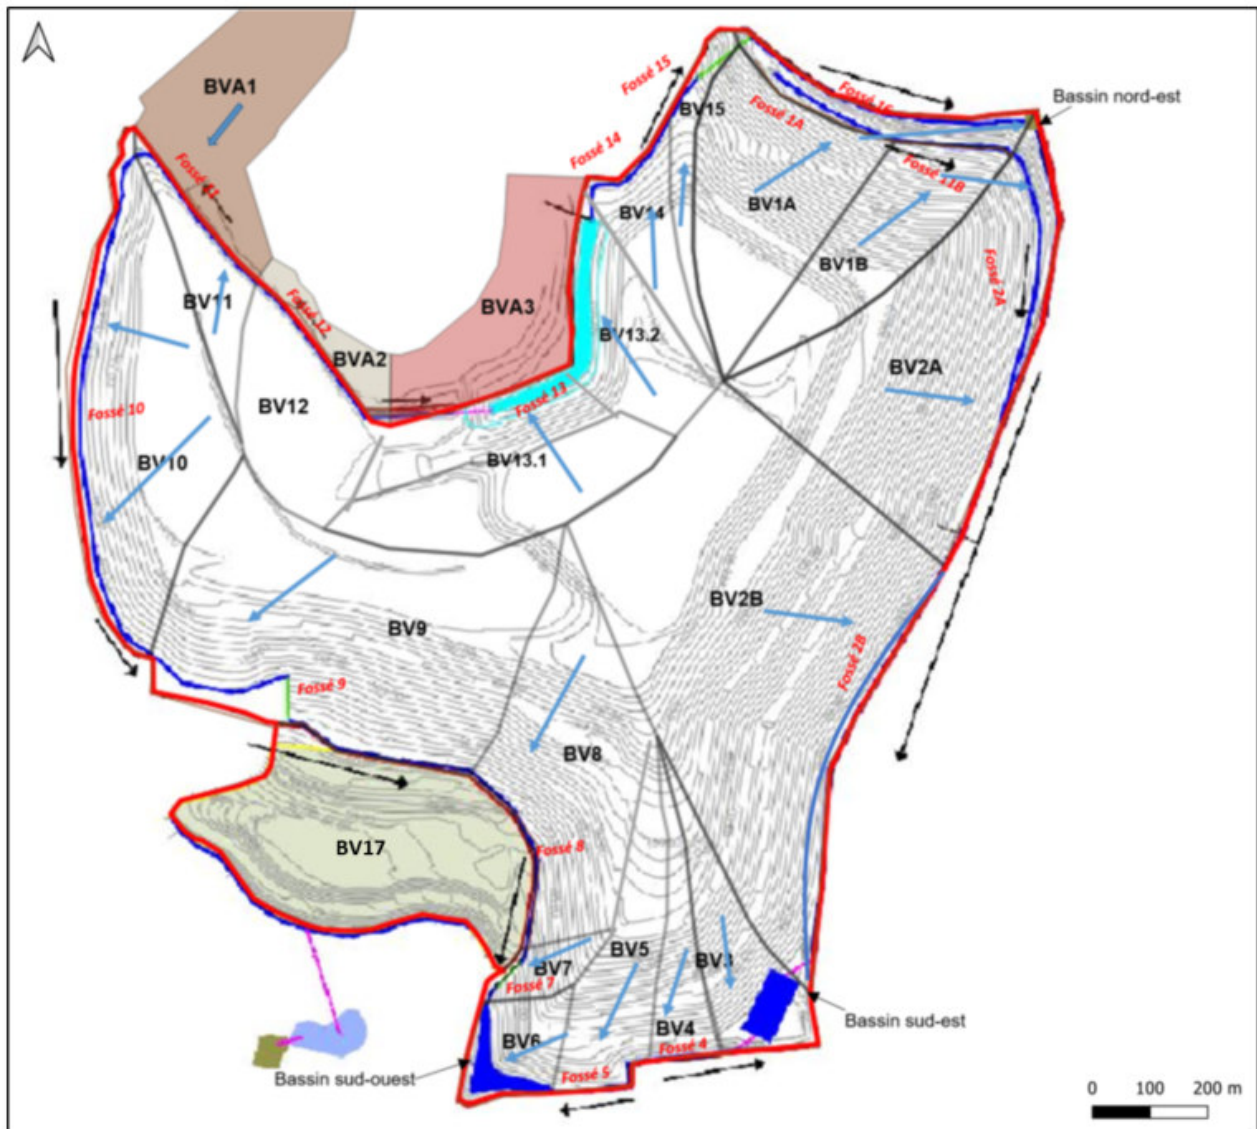 Fossé 15
BVA1
Fossé 16
Bassin nord-est
BV15
Fossé 1A
Fossé 14
Fossé 11
Fossé 11B
BV14
BV1A
BV1B
Fossé 2A
BV11
BVA3
Fossé 12
BV13.2
BVA2
BV2A
Fossé 13
Fossé 10
BV12
BV10
BV13.1
BV2B
BV9
Fossé 2B
Fossé 9
BV8
BV17
Fossé 8
BV5
BV3
BV7
Fossé 7
Bassin sud-est
BV4
BV6
Fossé 4
Bassin sud-ouest
Fossé 5
0 100 200 m